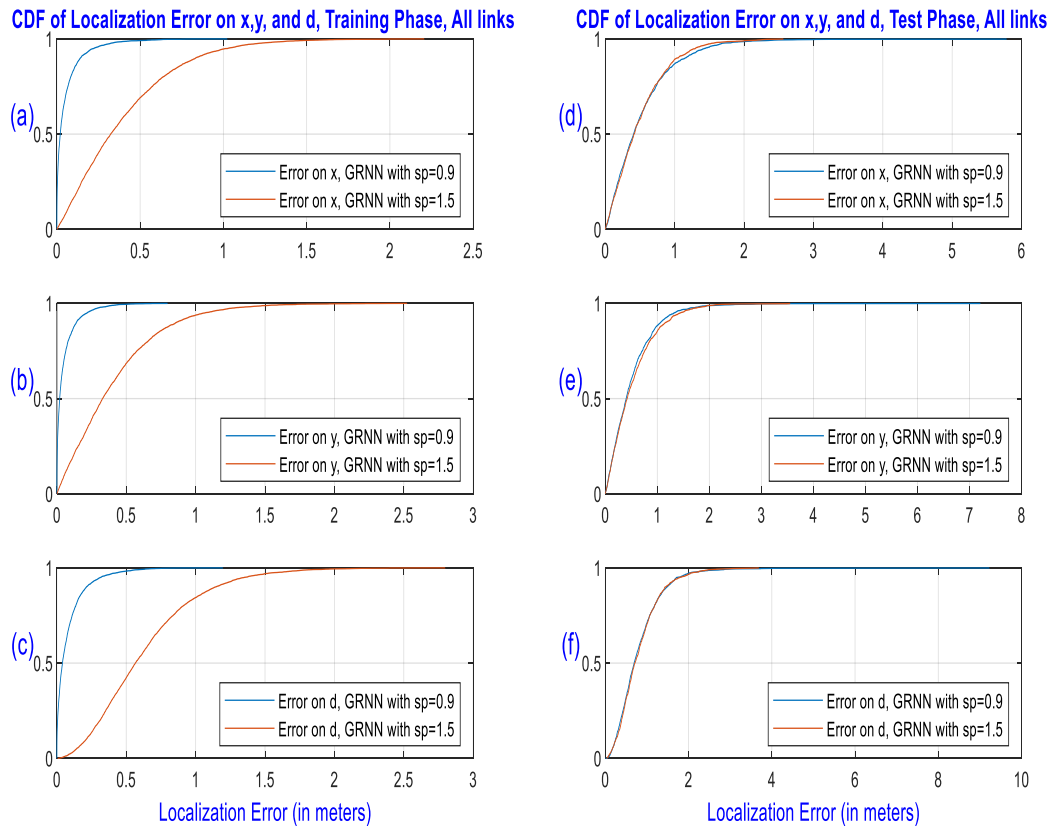 CDF of Localization Error on x,y, and d, Training Phase, All links
(a)
1
0.5
0
0 0.5 1 1.5 2 2.5
Error on x, GRNN with sp=0.9
Error on x, GRNN with sp=1.5
(b)
1
0.5
0
0 0.5 1 1.5 2 2.5 3
Error on y, GRNN with sp=0.9
Error on y, GRNN with sp=1.5
(c)
1
0.5
0
0 0.5 1 1.5 2 2.5 3
Error on d, GRNN with sp=0.9
Error on d, GRNN with sp=1.5
Localization Error (in meters)
CDF of Localization Error on x,y, and d, Test Phase, All links
(d)
1
0.5
0
0 1 2 3 4 5 6
Error on x, GRNN with sp=0.9
Error on x, GRNN with sp=1.5
(e)
1
0.5
0
0 1 2 3 4 5 6 7 8
Error on y, GRNN with sp=0.9
Error on y, GRNN with sp=1.5
(f)
1
0.5
0
0 2 4 6 8 10
Error on d, GRNN with sp=0.9
Error on d, GRNN with sp=1.5
Localization Error (in meters)